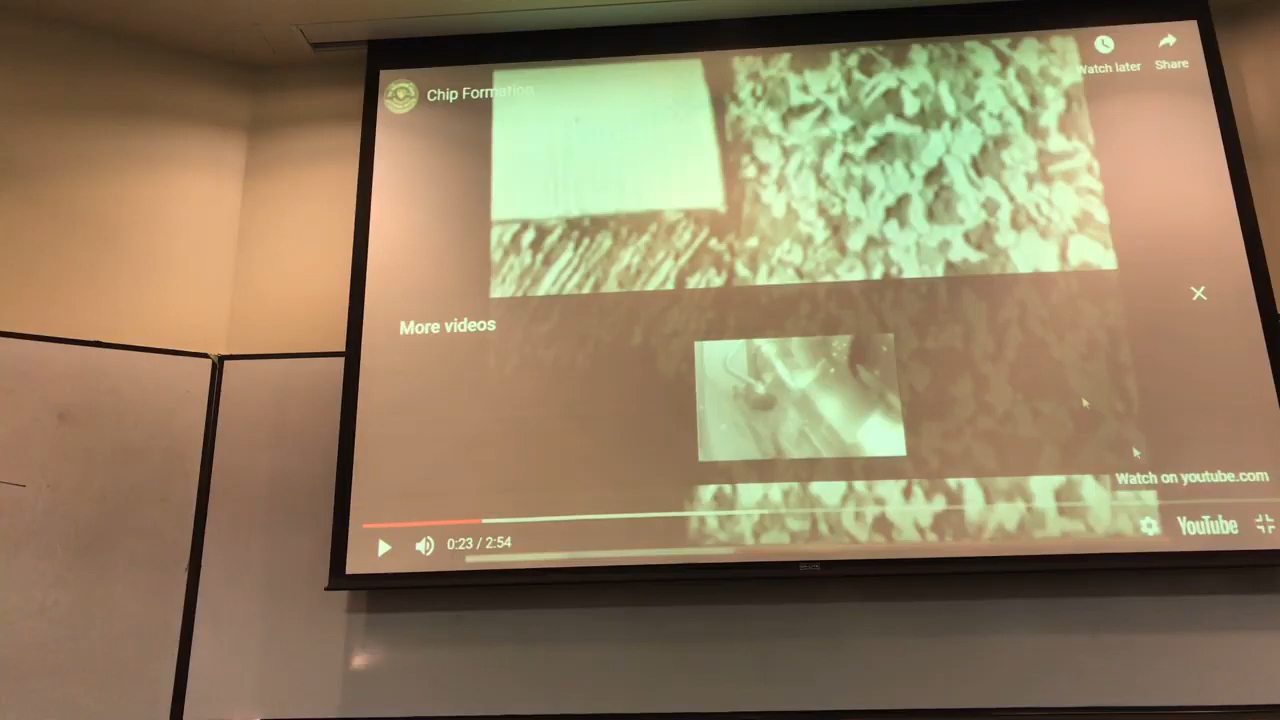 Chip Formation
Watch later
Share
More videos
Watch on youtube.com
0:23 / 2:54
YouTube